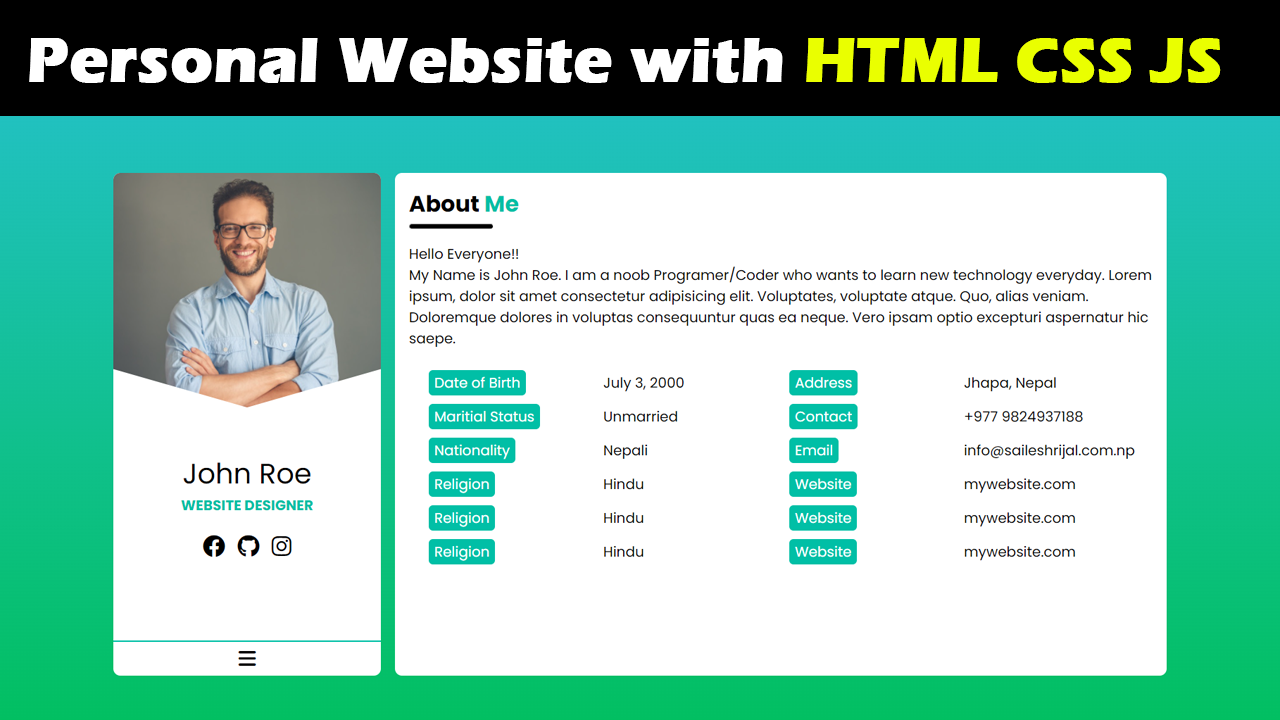 Personal Website with HTML CSS JS
John Roe
WEBSITE DESIGNER
About Me
Hello Everyone!!
My Name is John Roe. I am a noob Programer/Coder who wants to learn new technology everyday. Lorem
ipsum, dolor sit amet consectetur adipisicing elit. Voluptates, voluptate atque. Quo, alias veniam.
Doloremque dolores in voluptas consequuntur quas ea neque. Vero ipsam optio excepturi aspernatur hic
saepe.
Date of Birth July 3, 2000 Address Jhapa, Nepal
Maritial Status Unmarried Contact +977 9824937188
Nationality Nepali Email info@saileshrijal.com.np
Religion Hindu Website mywebsite.com
Religion Hindu Website mywebsite.com
Religion Hindu Website mywebsite.com